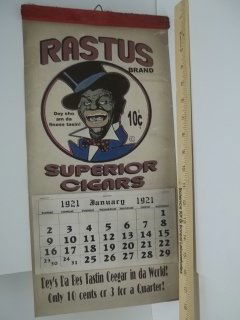 RASTUS
BRAND
Dey sho
am da
finess tastin!
10¢
SUPERIOR
CIGARS
1921 January 1921
1
2 3 4 5 6 7 8
9 10 11 12 13 14 15
16 17 18 19 20 21 22
23/30 24/31 25 26 27 28 29
Dey's Da Bes Tastin Ceegar in da World!
Only 10 cents or 3 for a Quarter!